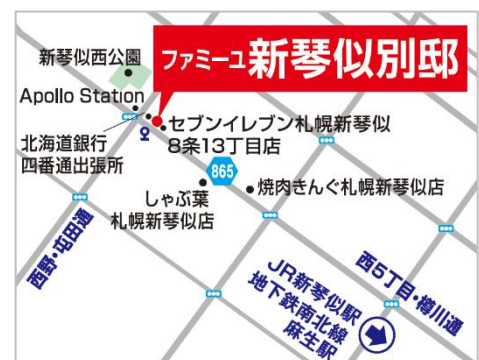 ファミーユ新琴似別邸
新琴似西公園
Apollo Station
北海道銀行
四番通出張所
セブンイレブン札幌新琴似
8条13丁目店
865
しゃぶ葉
札幌新琴似店
焼肉きんぐ札幌新琴似店
西野・屯田通
西5丁目・樽川通
JR新琴似駅
地下鉄南北線
麻生駅